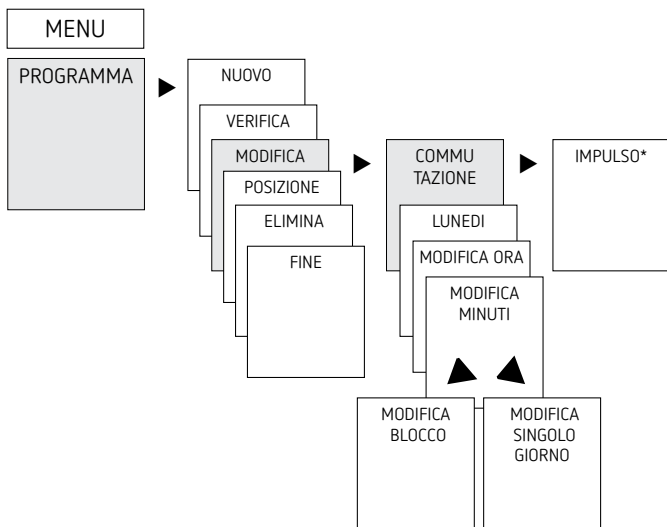 MENU
PROGRAMMA
NUOVO
VERIFICA
MODIFICA
POSIZIONE
ELIMINA
FINE
COMMU
TAZIONE
LUNEDI
MODIFICA ORA
MODIFICA
MINUTI
MODIFICA
BLOCCO
MODIFICA
SINGOLO
GIORNO
IMPULSO*